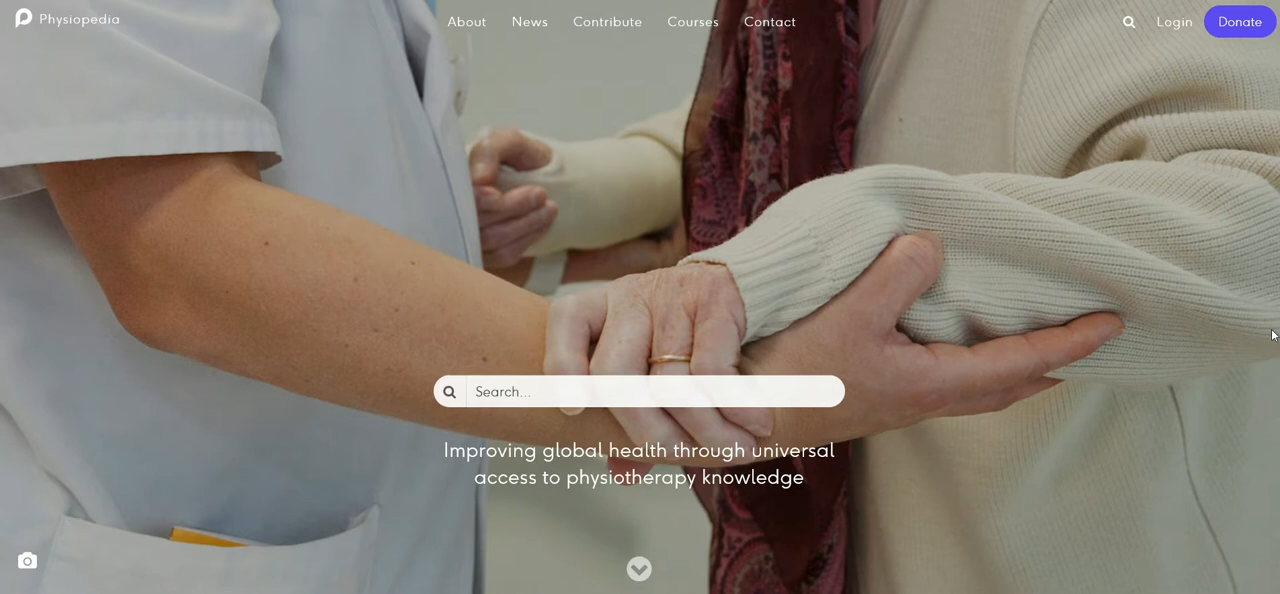 Physiopedia
About News Contribute Courses Contact
Login Donate
Search...
Improving global health through universal
access to physiotherapy knowledge